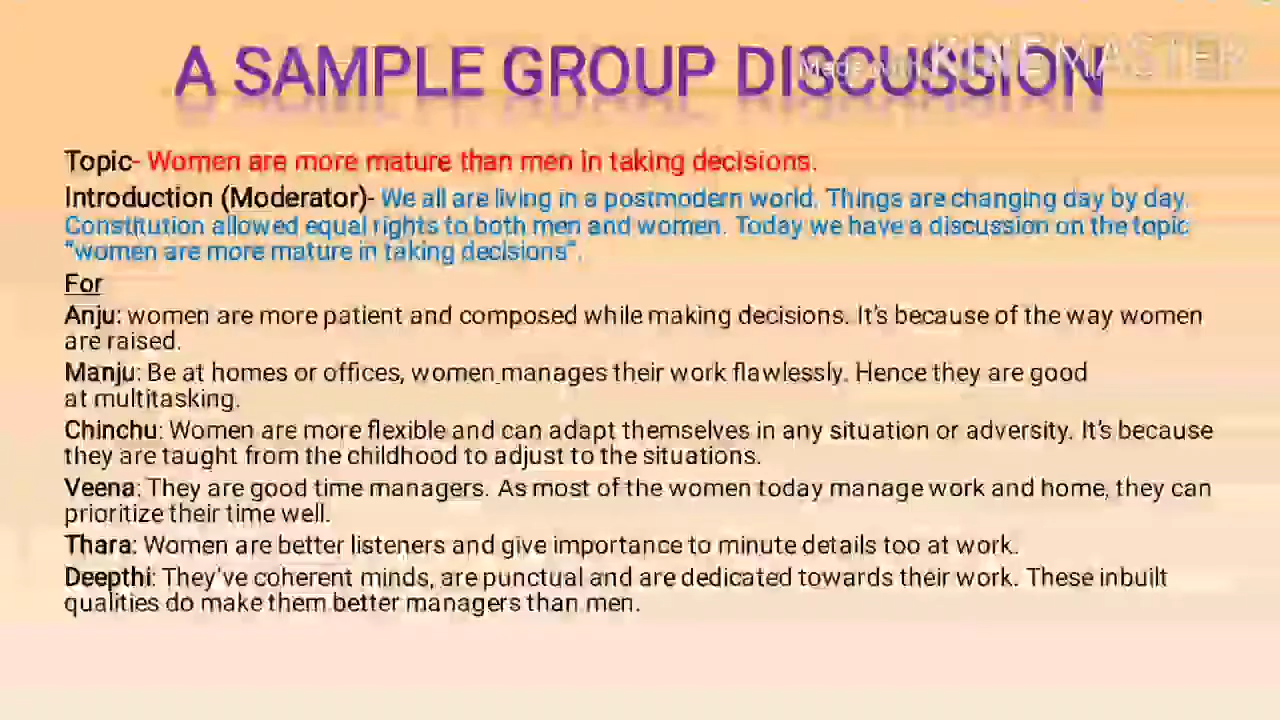 A SAMPLE GROUP DISCUSSION
Made with KINEMASTER
Topic- Women are more mature than men in taking decisions.
Introduction (Moderator)- We all are living in a postmodern world. Things are changing day by day.
Constitution allowed equal rights to both men and women. Today we have a discussion on the topic
"women are more mature in taking decisions".
For
Anju: women are more patient and composed while making decisions. It's because of the way women
are raised.
Manju: Be at homes or offices, women manages their work flawlessly. Hence they are good
at multitasking.
Chinchu: Women are more flexible and can adapt themselves in any situation or adversity. It's because
they are taught from the childhood to adjust to the situations.
Veena: They are good time managers. As most of the women today manage work and home, they can
prioritize their time well.
Thara: Women are better listeners and give importance to minute details too at work.
Deepthi: They've coherent minds, are punctual and are dedicated towards their work. These inbuilt
qualities do make them better managers than men.